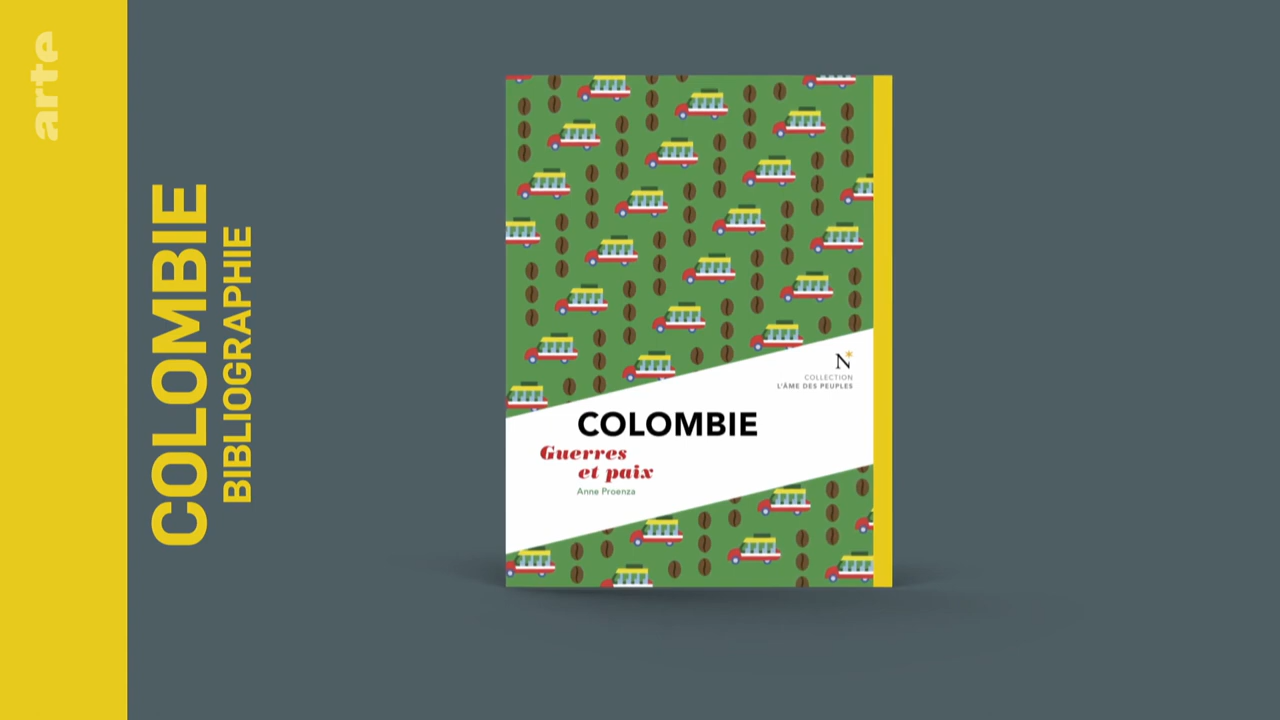 arte
COLOMBIE
BIBLIOGRAPHIE
N*
COLLECTION
L'ÂME DES PEUPLES
COLOMBIE
Guerres
et paix
Anne Proenza